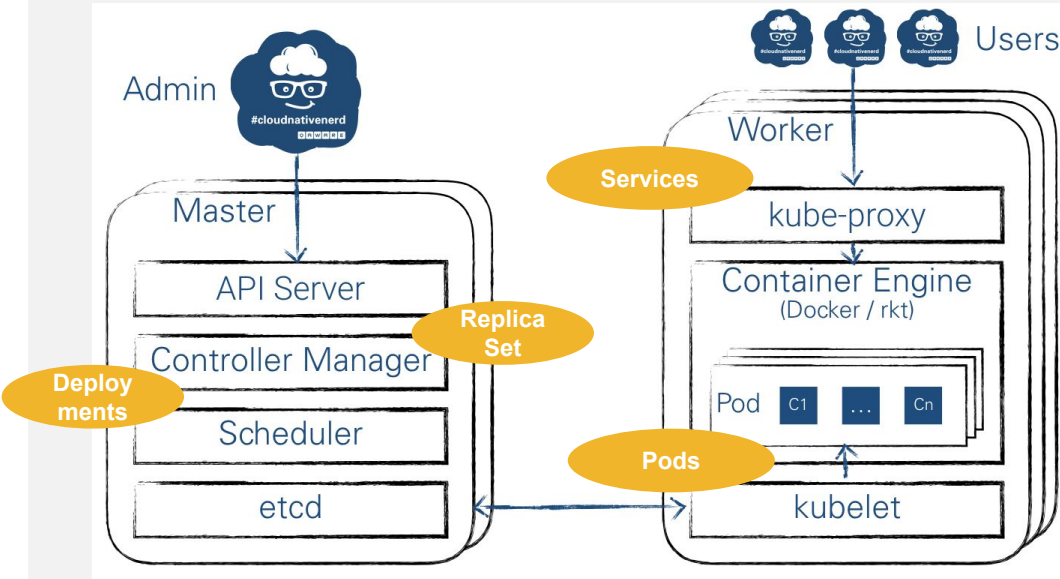 Admin
#cloudnativenerd
QAWARE
Master
API Server
Replica
Set
Controller Manager
Deploy
ments
Scheduler
etcd
#cloudnativenerd
#cloudnativenerd
#cloudnativenerd
Users
Worker
Services
kube-proxy
Container Engine
(Docker / rkt)
Pod
C1
...
Cn
Pods
kubelet